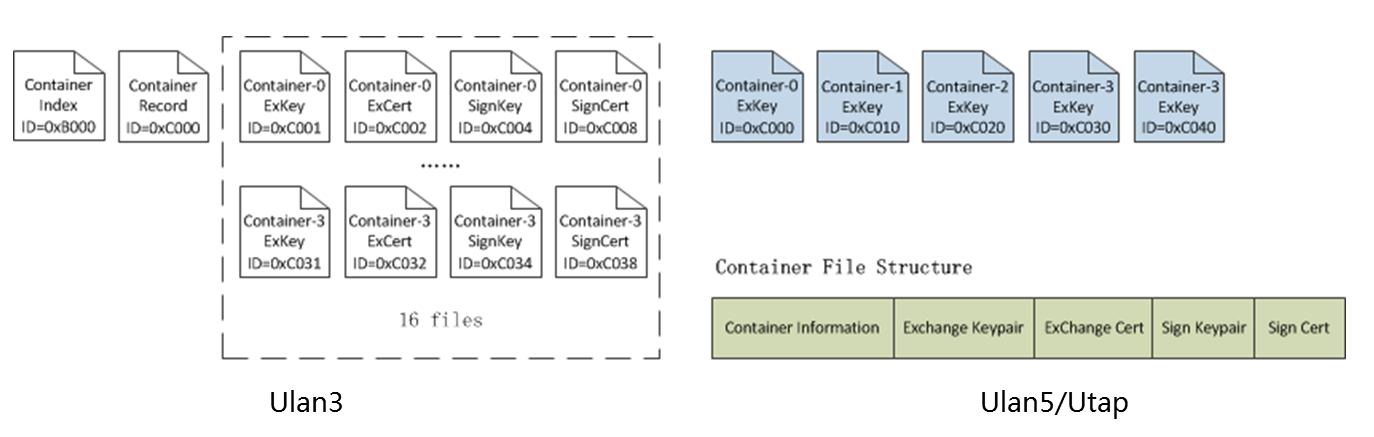 Container
Index
ID=0xB000
Container
Record
ID=0xC000
Container-0
ExKey
ID=0xC001
Container-0
ExCert
ID=0xC002
Container-0
SignKey
ID=0xC004
Container-0
SignCert
ID=0xC008
......
Container-3
ExKey
ID=0xC031
Container-3
ExCert
ID=0xC032
Container-3
SignKey
ID=0xC034
Container-3
SignCert
ID=0xC038
16 files
Ulan3
Container-0
ExKey
ID=0xC000
Container-1
ExKey
ID=0xC010
Container-2
ExKey
ID=0xC020
Container-3
ExKey
ID=0xC030
Container-3
ExKey
ID=0xC040
Container File Structure
Container Information
Exchange Keypair
ExChange Cert
Sign Keypair
Sign Cert
Ulan5/Utap